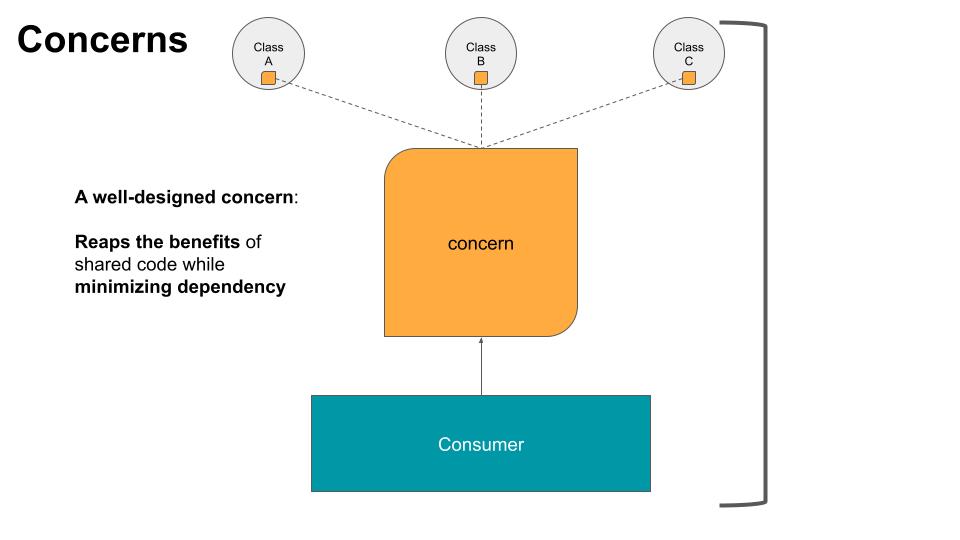 Concerns
Class
A
Class
B
Class
C
A well-designed concern:
Reaps the benefits of
shared code while
minimizing dependency
concern
Consumer